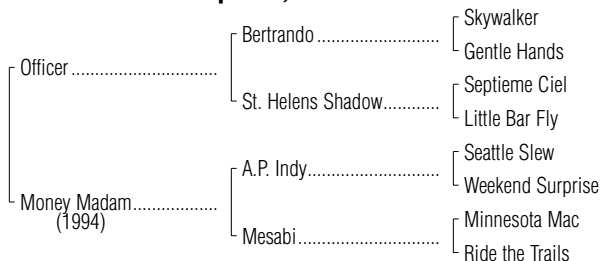 Skywalker
Bertrando
Gentle Hands
Officer
Septieme Ciel
St. Helens Shadow
Little Bar Fly
Seattle Slew
A.P. Indy
Weekend Surprise
Money Madam
(1994)
Minnesota Mac
Mesabi
Ride the Trails